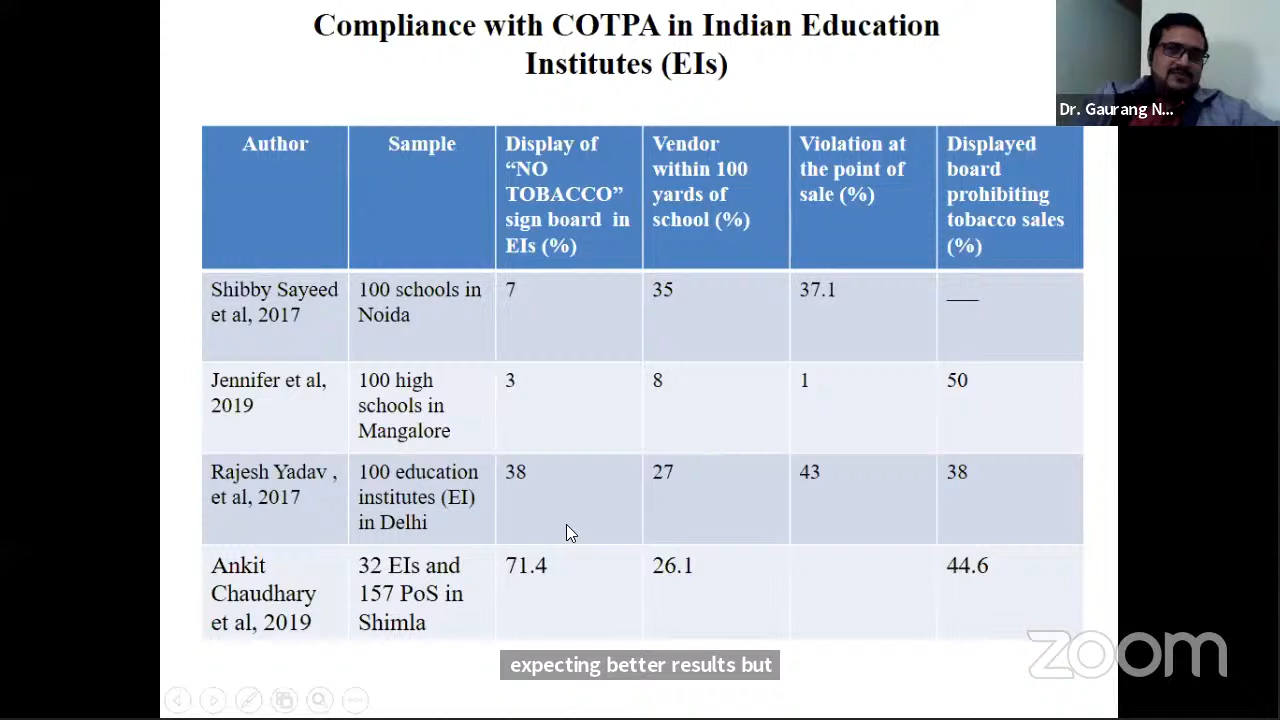 Compliance with COTPA in Indian Education
Institutes (EIs)
Dr. Gaurang N...
Author
Sample
Display of
“NO
TOBACCO”
sign board in
EIs (%)
Vendor
within 100
yards of
school (%)
Violation at
the point of
sale (%)
Displayed
board
prohibiting
tobacco sales
(%)
Shibby Sayeed
et al, 2017
100 schools in
Noida
7
35
37.1
___
Jennifer et al,
2019
100 high
schools in
Mangalore
3
8
1
50
Rajesh Yadav ,
et al, 2017
100 education
institutes (EI)
in Delhi
38
27
43
38
Ankit
Chaudhary
et al, 2019
32 EIs and
157 PoS in
Shimla
71.4
26.1
44.6
expecting better results but
zoom